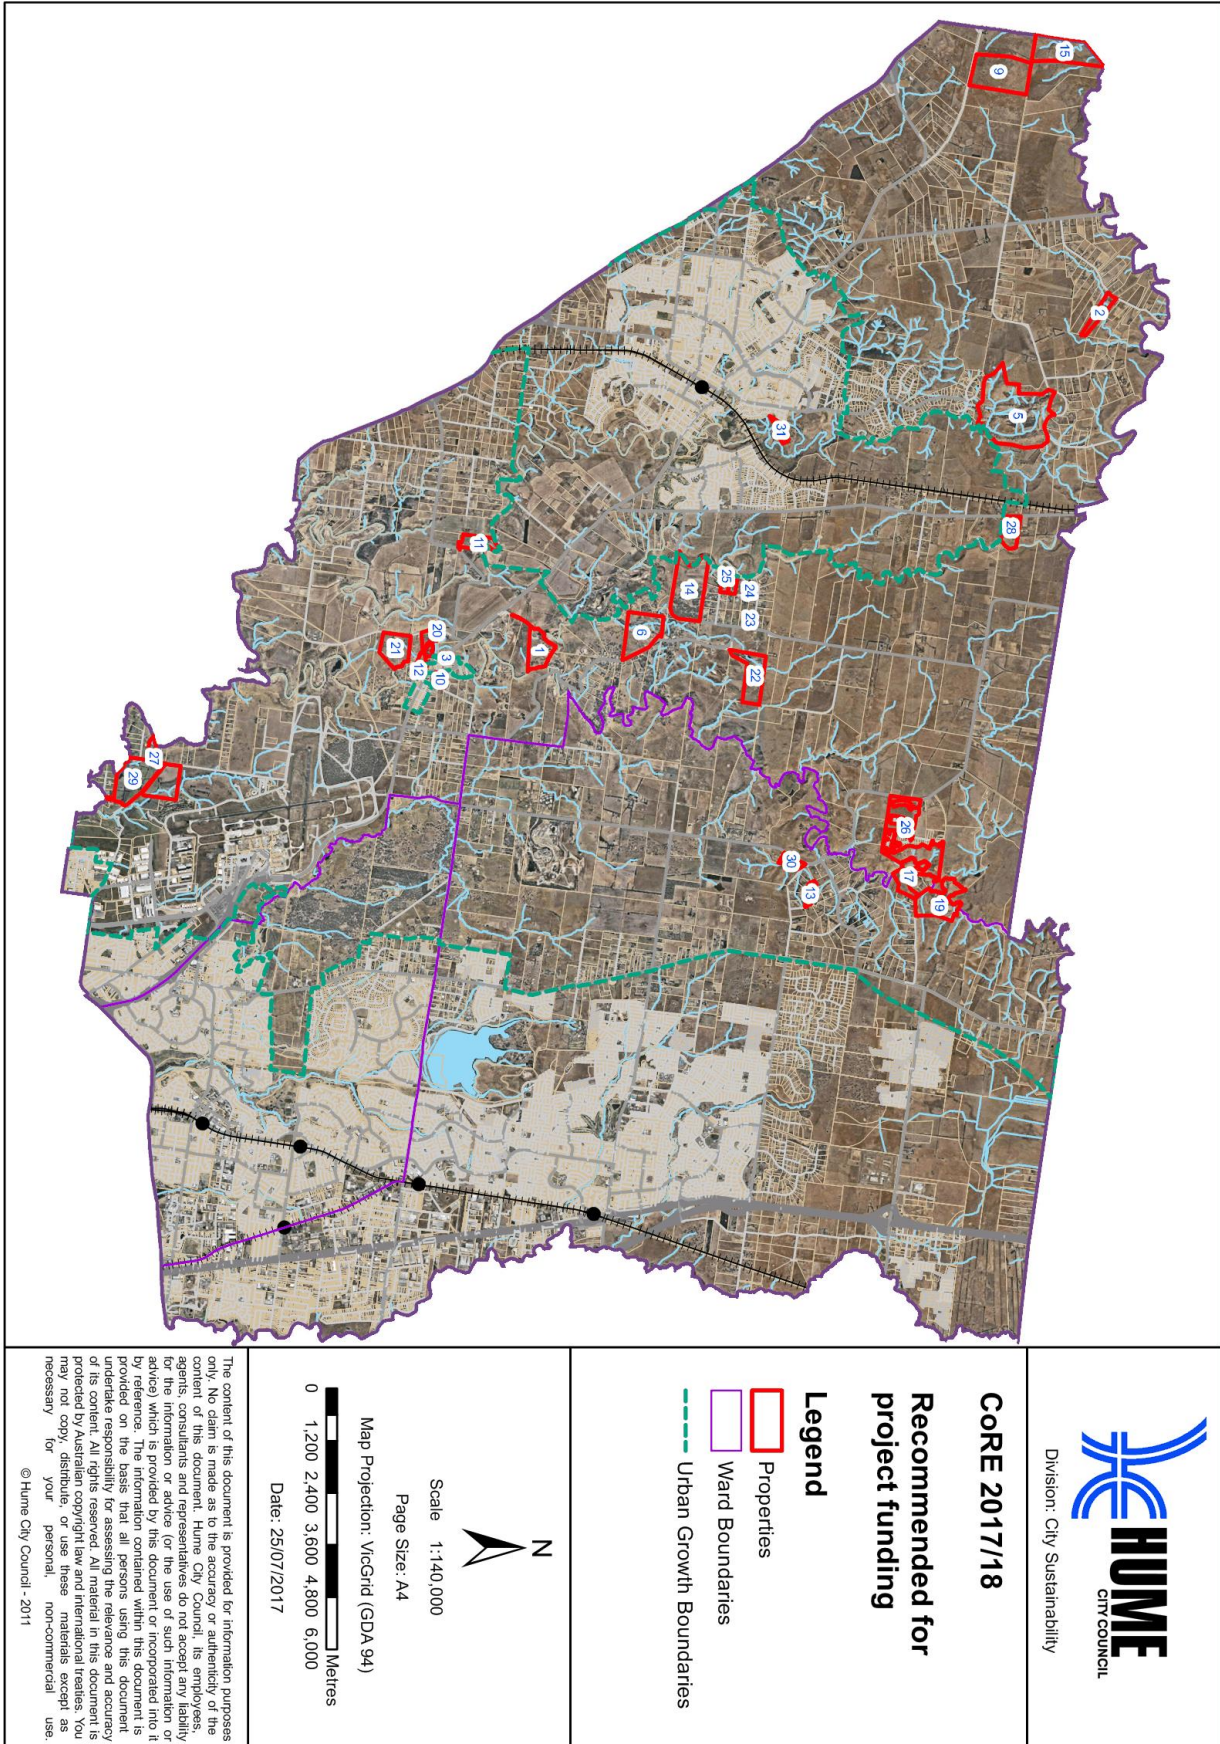 HUME
CITY COUNCIL
Division: City Sustainability
CoRE 2017/18
Recommended for
project funding
Legend
Properties
Ward Boundaries
Urban Growth Boundaries
N
Scale 1:140,000
Page Size: A4
Map Projection: VicGrid (GDA 94)
Metres
0 1,200 2,400 3,600 4,800 6,000
Date: 25/07/2017
The content of this document is provided for information purposes
only. No claim is made as to the accuracy or authenticity of the
content of this document. Hume City Council, its employees,
agents, consultants and representatives do not accept any liability
for the information or advice (or the use of such information or
advice) which is provided by this document or incorporated into it
by reference. The information contained within this document is
provided on the basis that all persons using this document
undertake responsibility for assessing the relevance and accuracy
of its content. All rights reserved. All material in this document is
protected by Australian copyright law and international treaties. You
may not copy, distribute, or use these materials except as
necessary for your personal, non-commercial use.
© Hume City Council - 2011
15
9
2
5
28
31
11
25
24
23
14
6
22
1
20
3
21
12
10
27
29
26
17
19
30
13